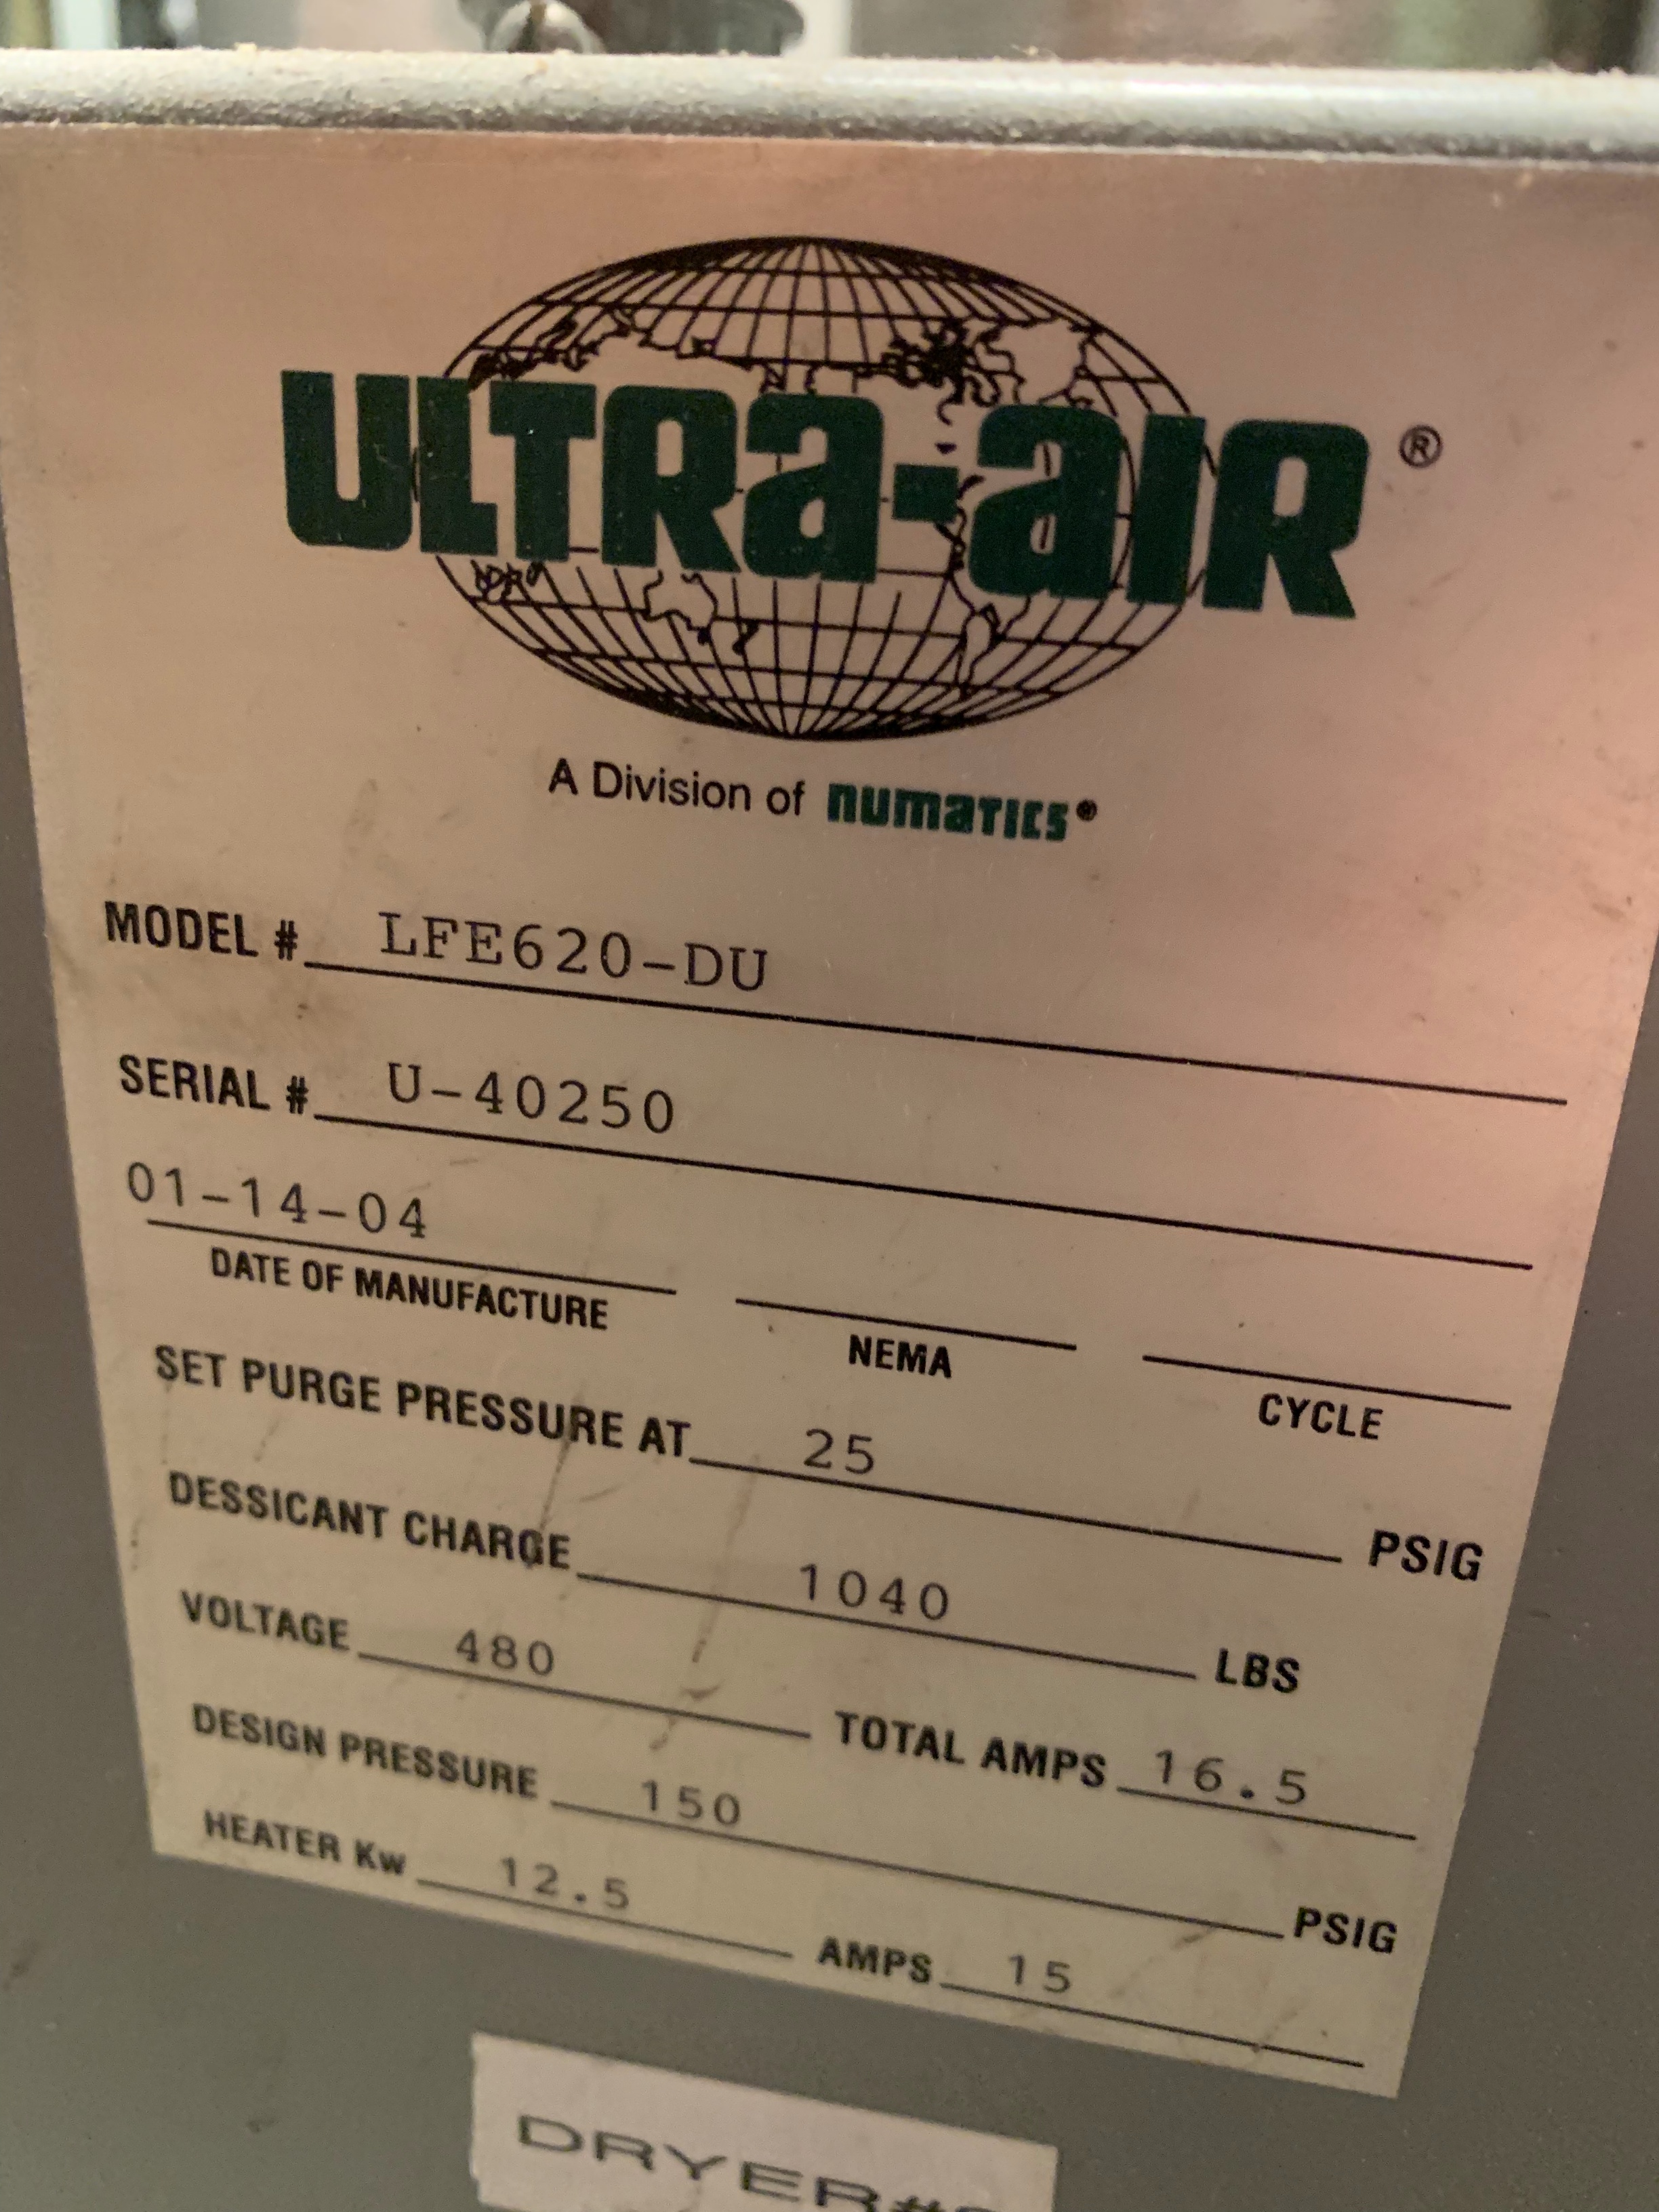 ULTRA-AIR®
A Division of numatics®
MODEL # LFE620-DU
SERIAL # U-40250
01-14-04
DATE OF MANUFACTURE NEMA CYCLE
SET PURGE PRESSURE AT 25 PSIG
DESSICANT CHARGE 1040 LBS
VOLTAGE 480 TOTAL AMPS 16.5
DESIGN PRESSURE 150 PSIG
HEATER Kw 12.5 AMPS 15
DRYER#